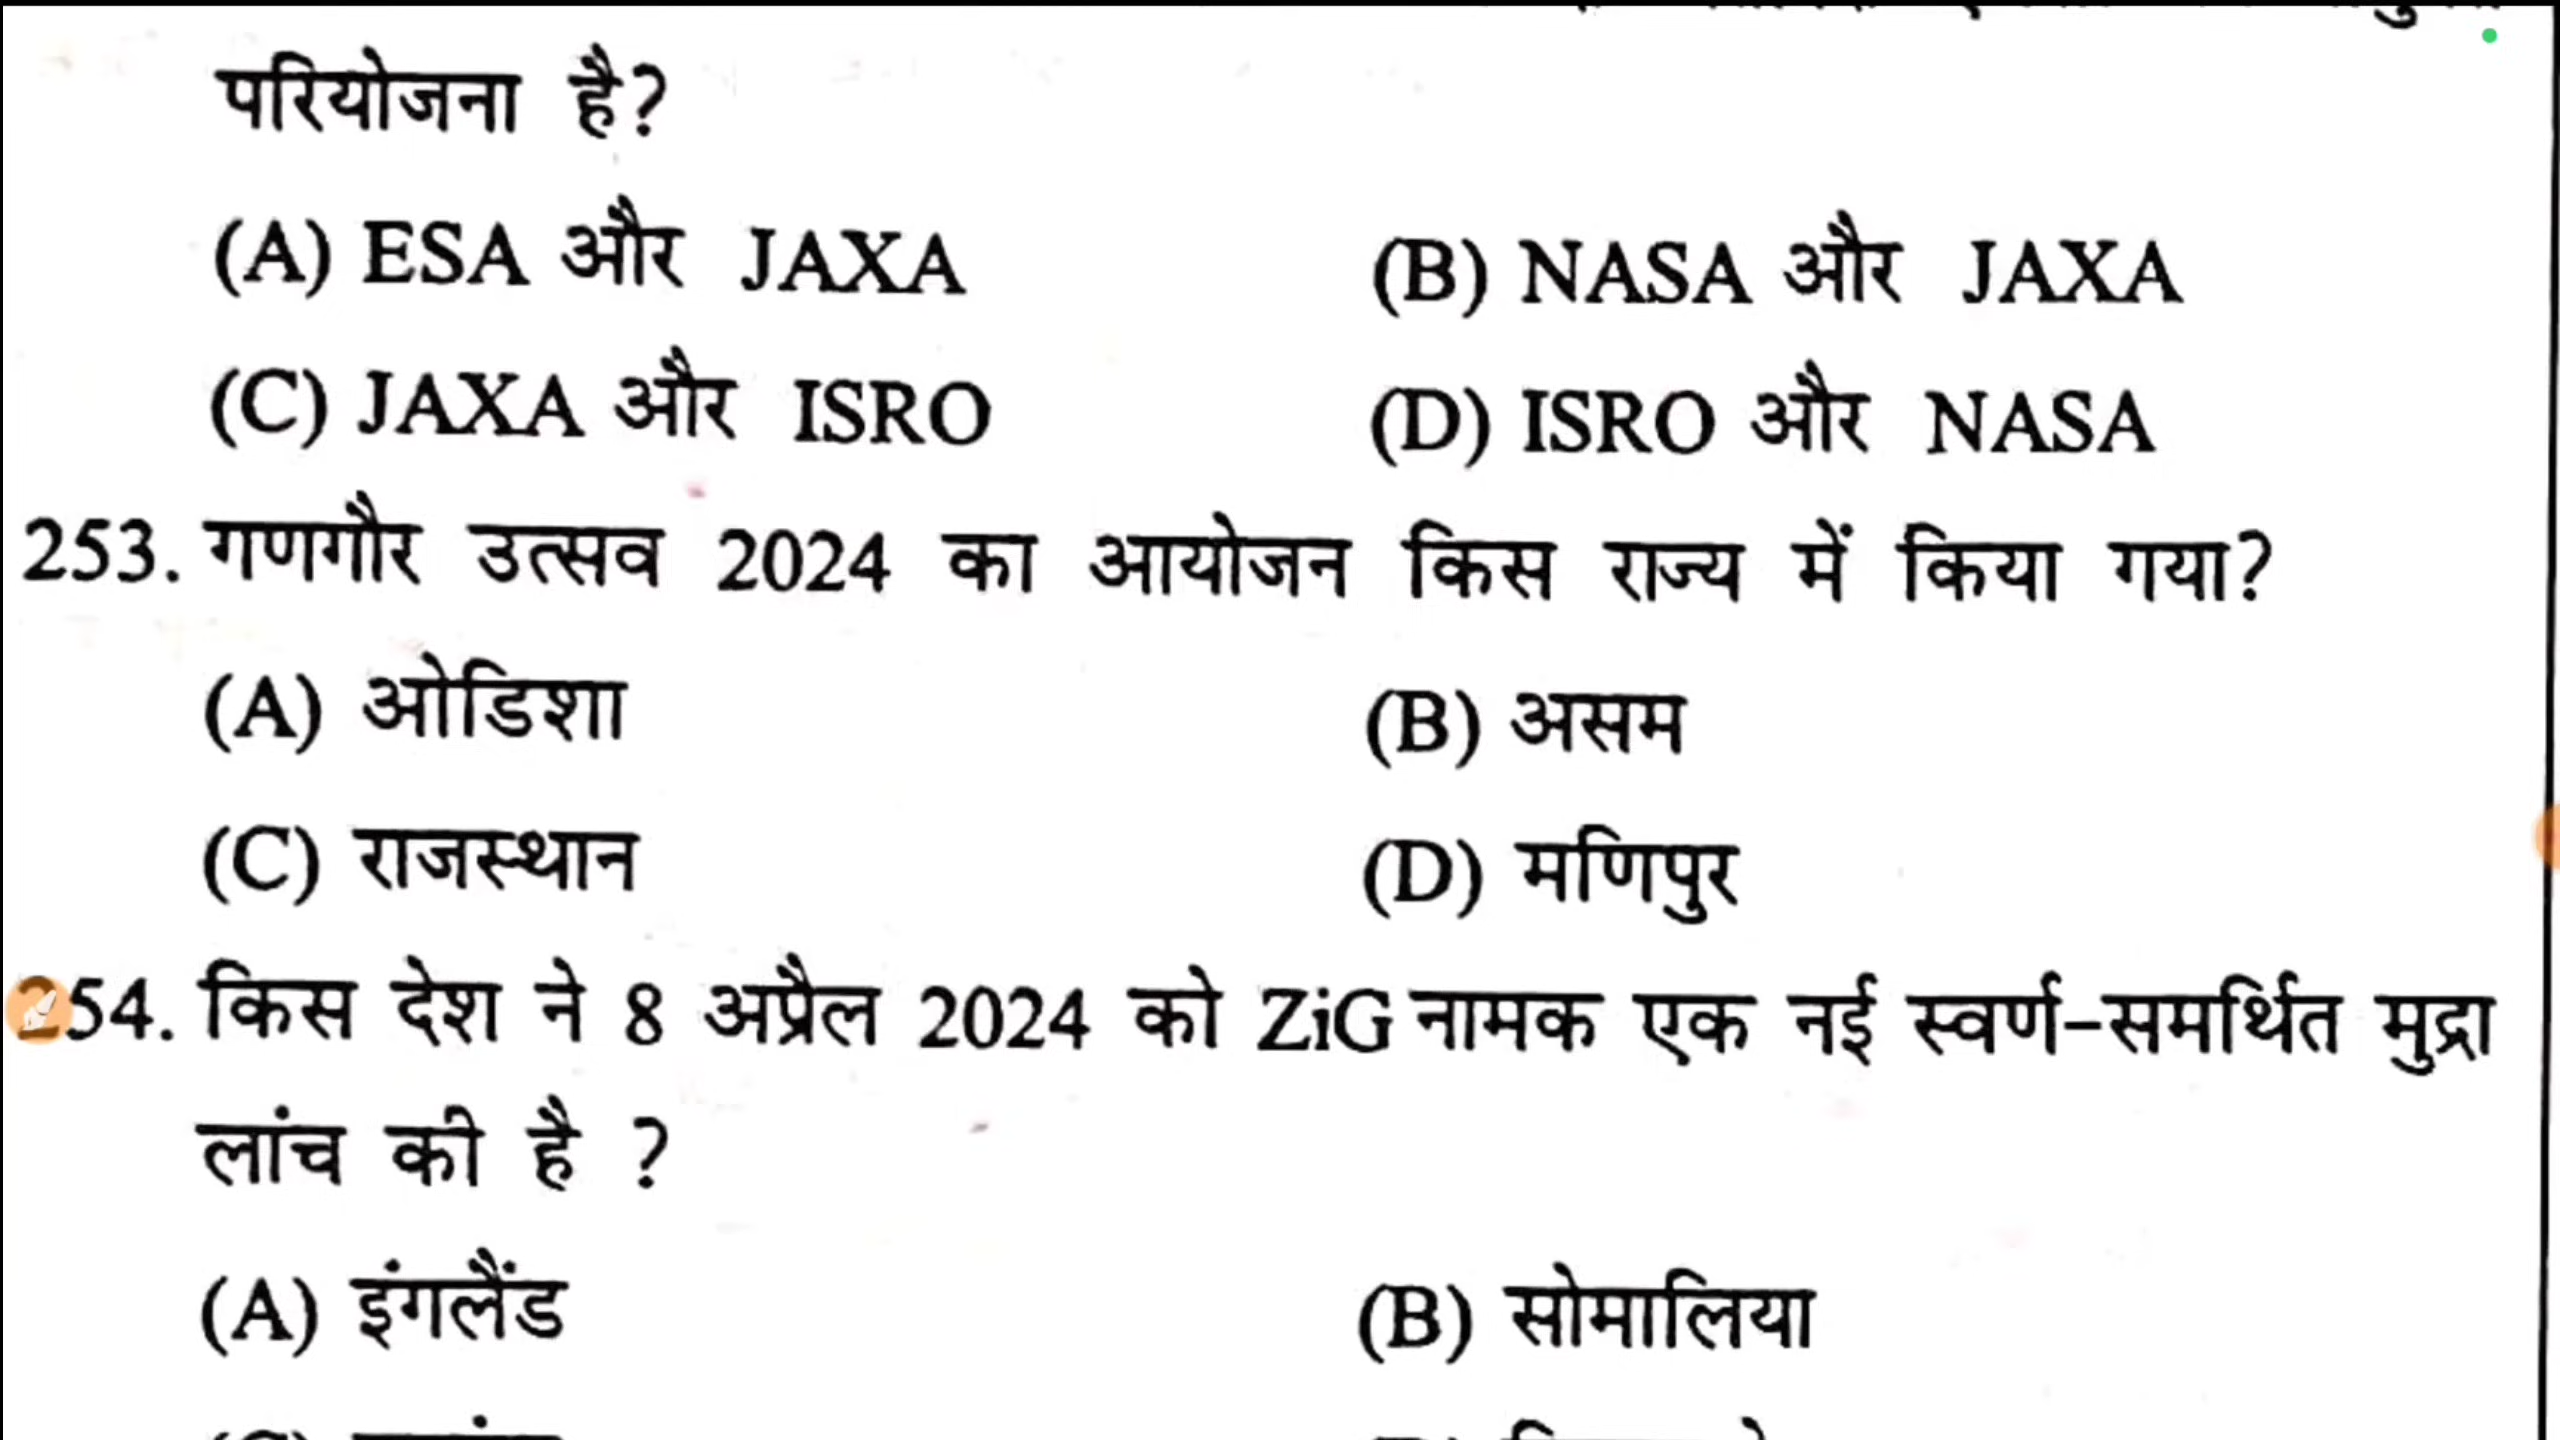 परियोजना है?
(A) ESA और JAXA (B) NASA और JAXA
(C) JAXA और ISRO (D) ISRO और NASA
253. गणगौर उत्सव 2024 का आयोजन किस राज्य में किया गया?
(A) ओडिशा (B) असम
(C) राजस्थान (D) मणिपुर
254. किस देश ने 8 अप्रैल 2024 को ZiG नामक एक नई स्वर्ण-समर्थित मुद्रा
लांच की है ?
(A) इंगलैंड (B) सोमालिया